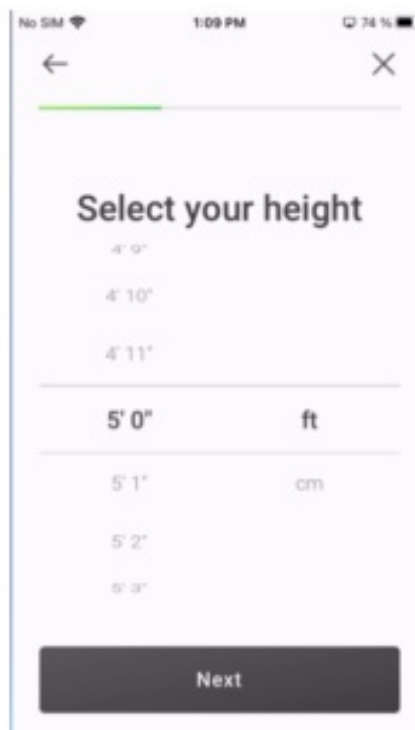 No SIM 1:09 PM 74 %
Select your height
4' 9"
4' 10"
4' 11"
5' 0" ft
5' 1" cm
5' 2"
5' 3"
Next